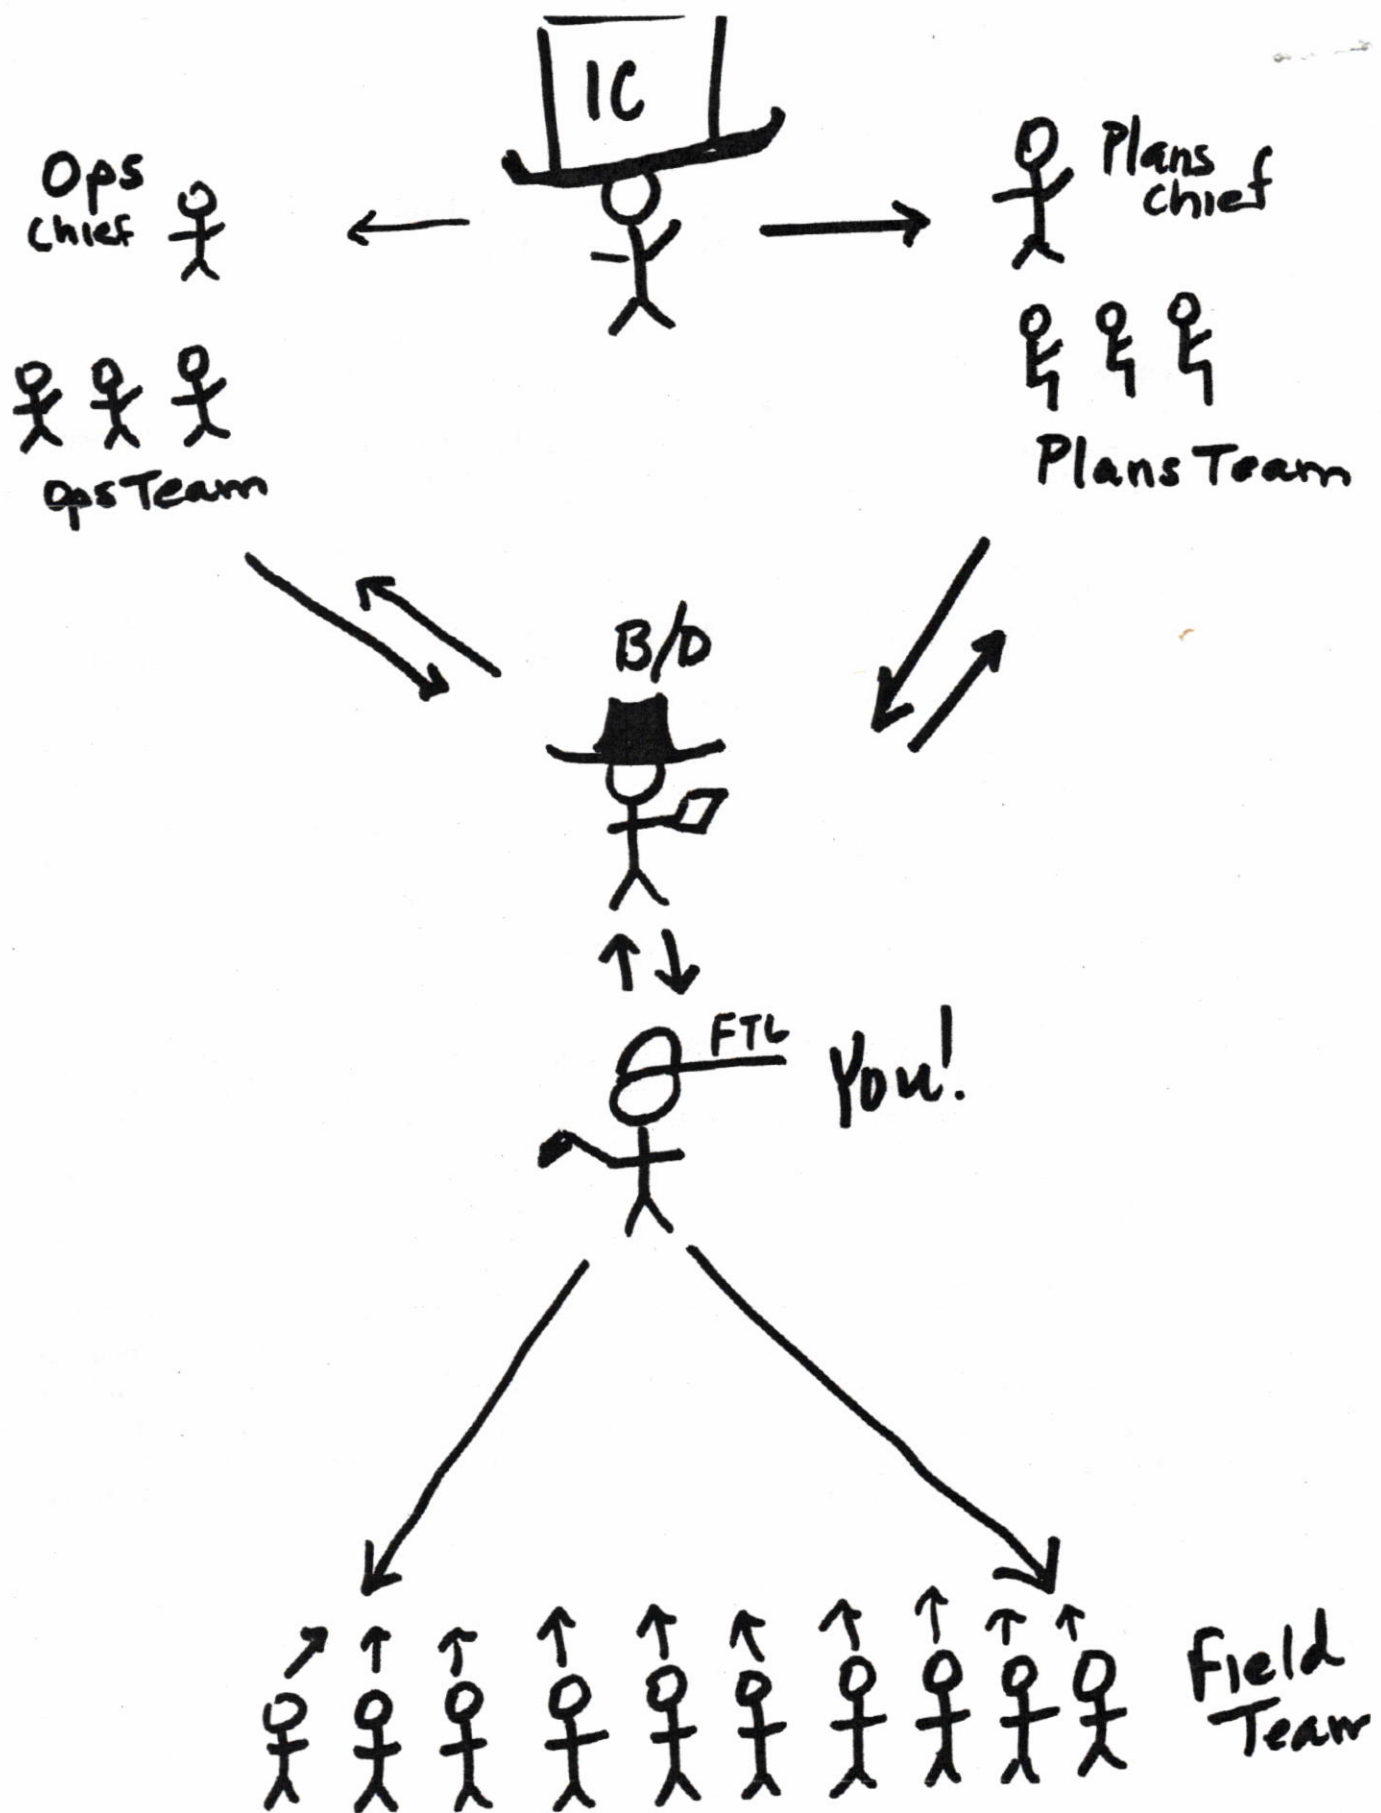 IC
Ops
Chief
Plans
Chief
Ops Team
Plans Team
B/D
FTL
You!
Field
Team